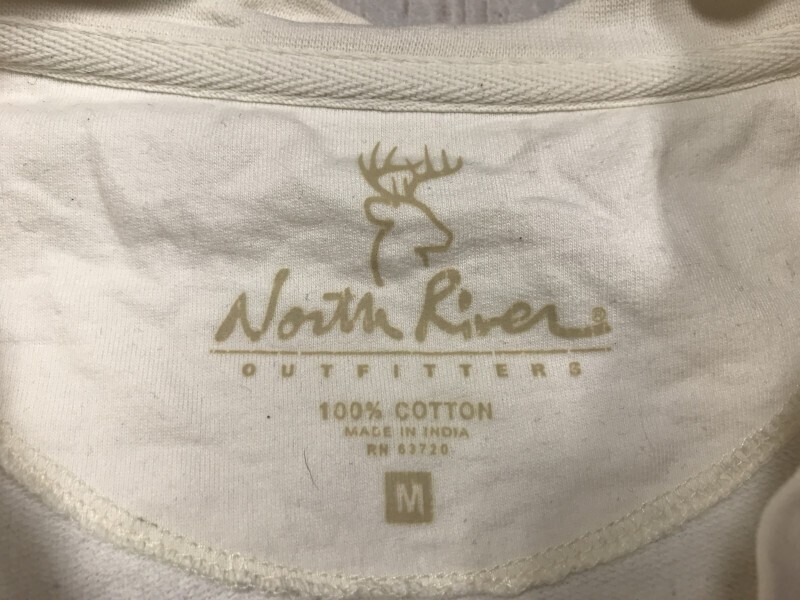 North River®
OUTFITTERS
100% COTTON
MADE IN INDIA
RN 63720
M